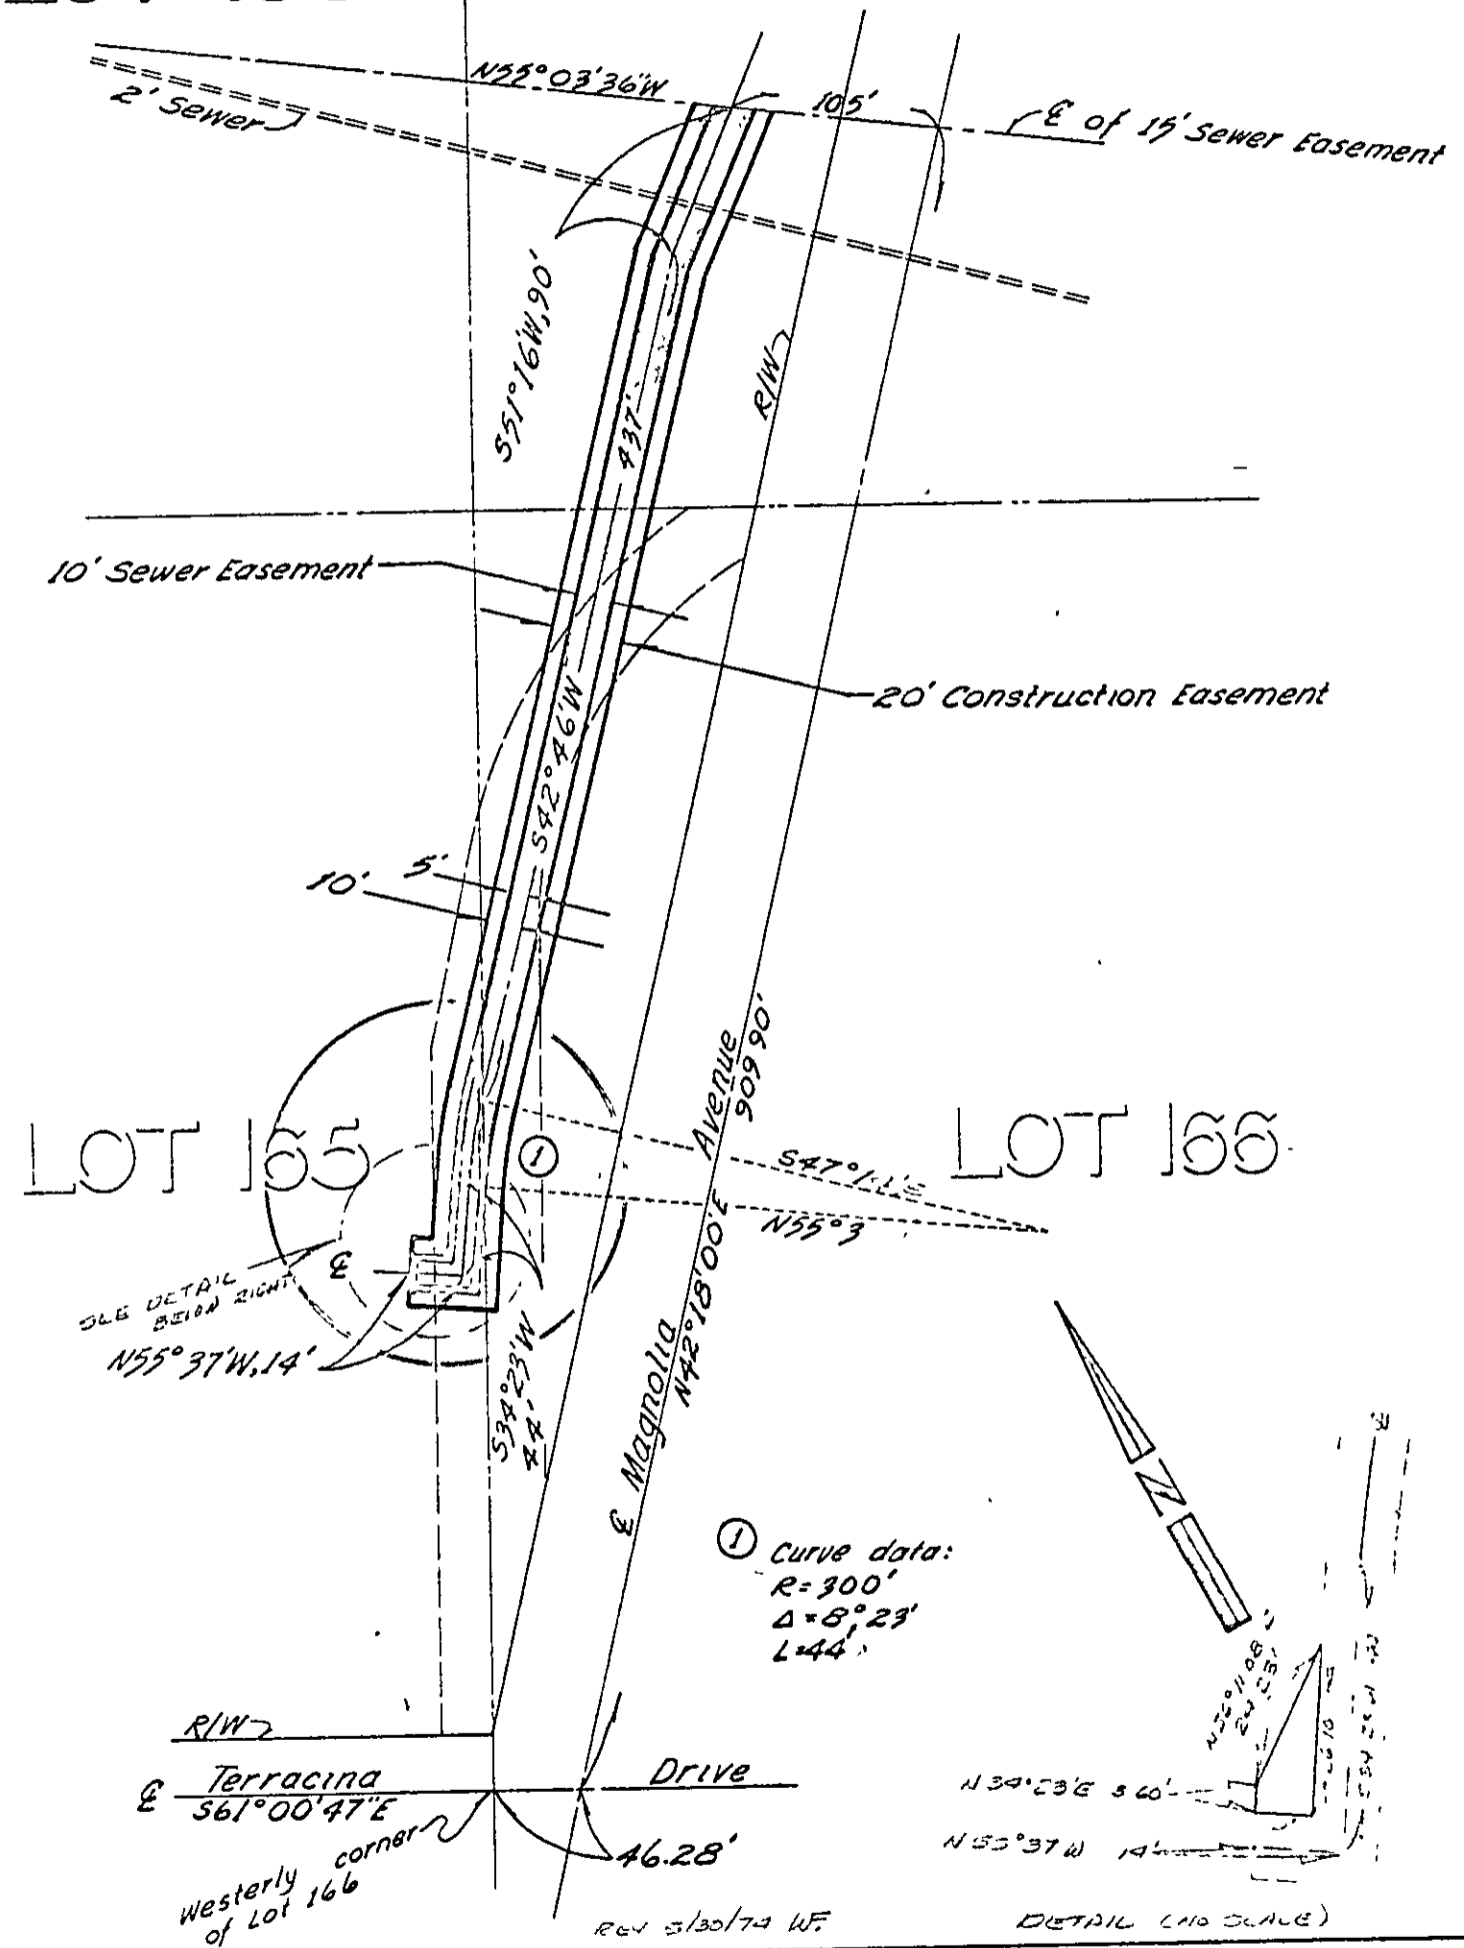 N55°03'36"W
2' Sewer
105'
℄ of 15' Sewer Easement
S51°16'W, 90'
R/W
437'
10' Sewer Easement
20' Construction Easement
S42°46'W
5'
10'
LOT 165
1
Avenue
909.90'
LOT 166
N55°3
℄
SEE DETAIL
BELOW RIGHT
N55°37'W, 14'
S34°23'W
44'
℄ Magnolia
N42°18'00"E
1 Curve data:
R=300'
Δ=8°23'
L=44'
R/W
℄ Terracina Drive
S61°00'47"E
46.28'
Westerly corner
of Lot 166
N34°23'E 8.60'
14'
REV 5/30/74 WF.
DETAIL (NO SCALE)